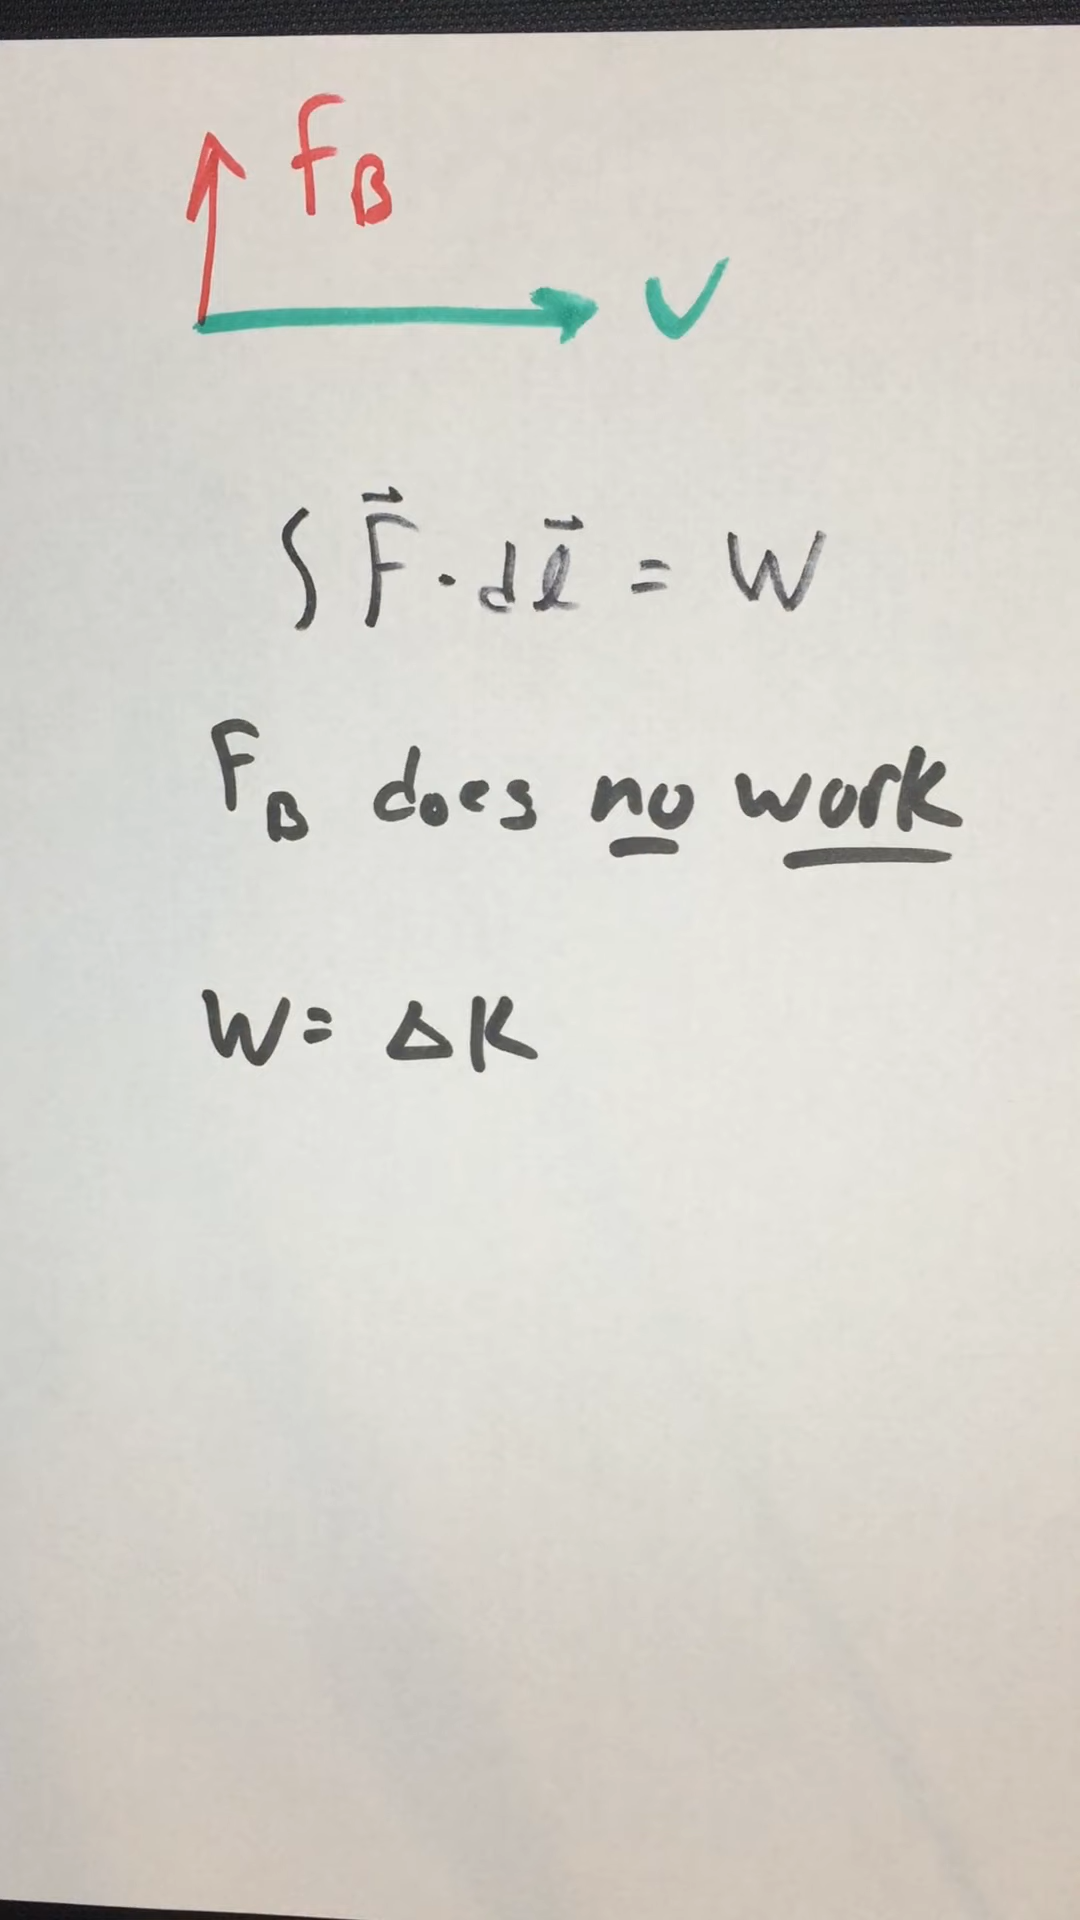 F_B
v
∫ F⃗ · dl⃗ = W
F_B does no work
W = ΔK